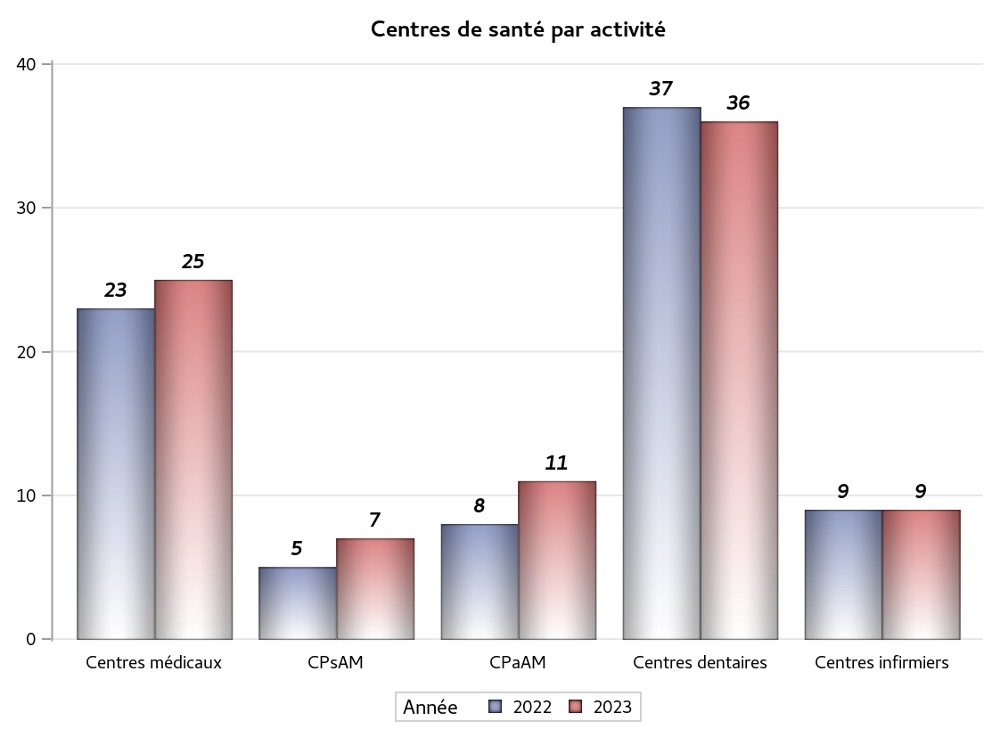 Centres de santé par activité
40
37
36
30
25
23
20
11
10
9
9
8
7
5
0
Centres médicaux
CPsAM
CPaAM
Centres dentaires
Centres infirmiers
Année
2022
2023